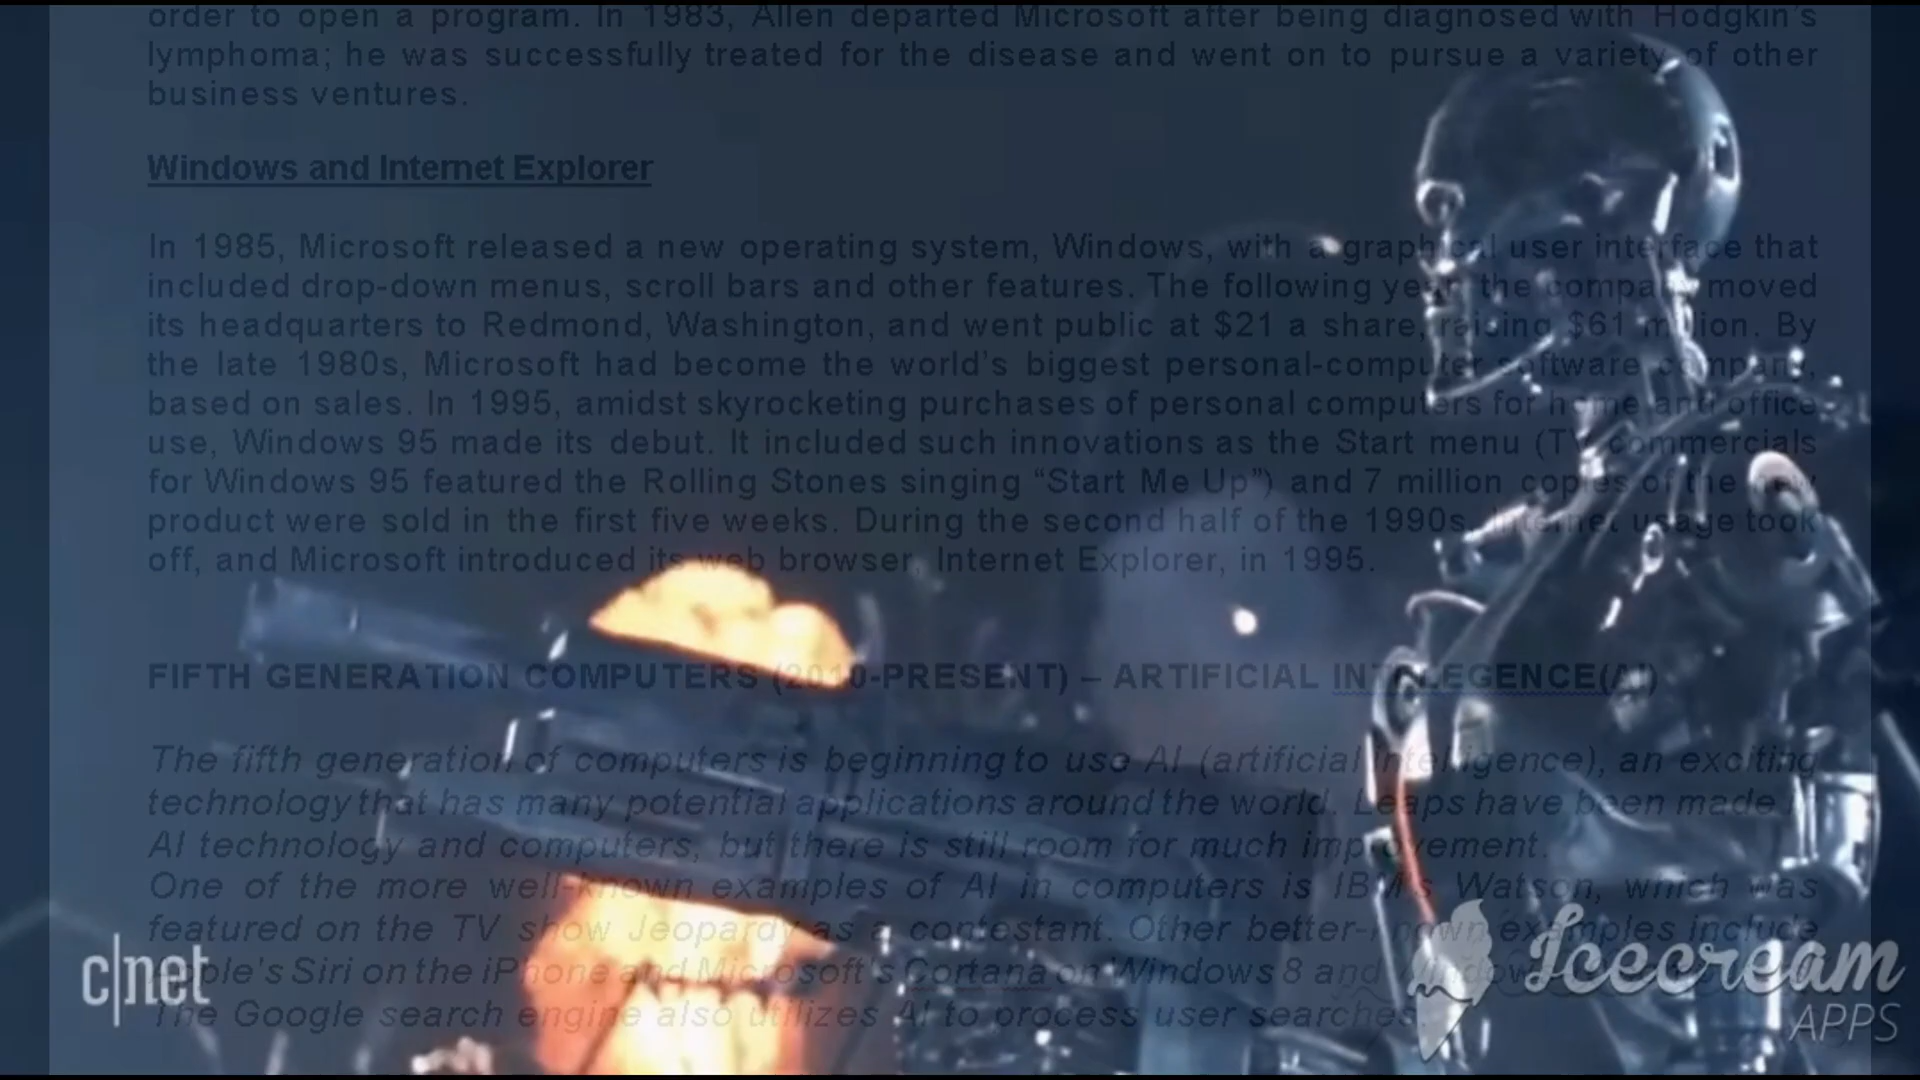 order to open a program. In 1983, Allen departed Microsoft after being diagnosed with Hodgkin's
lymphoma; he was successfully treated for the disease and went on to pursue a variety of other
business ventures.
Windows and Internet Explorer
In 1985, Microsoft released a new operating system, Windows, with a graphical user interface that
included drop-down menus, scroll bars and other features. The following year, the company moved
its headquarters to Redmond, Washington, and went public at $21 a share, raising $61 million. By
the late 1980s, Microsoft had become the world's biggest personal-computer software company,
based on sales. In 1995, amidst skyrocketing purchases of personal computers for home and office
use, Windows 95 made its debut. It included such innovations as the Start menu (TV commercials
for Windows 95 featured the Rolling Stones singing “Start Me Up”) and 7 million copies of the
product were sold in the first five weeks. During the second half of the 1990s, Internet usage took
off, and Microsoft introduced its web browser, Internet Explorer, in 1995.
FIFTH GENERATION COMPUTERS (2010-PRESENT) – ARTIFICIAL INTELLEGENCE(AI)
The fifth generation of computers is beginning to use AI (artificial intelligence), an exciting
technology that has many potential applications around the world. Leaps have been made
AI technology and computers, but there is still room for much improvement.
One of the more well-known examples of AI in computers is IBM's Watson, which was
featured on the TV show Jeopardy as a contestant. Other better-known examples include
Apple's Siri on the iPhone and Microsoft's Cortana on Windows 8 and
The Google search engine also utilizes AI to process user searches.
c|net
Icecream
APPS